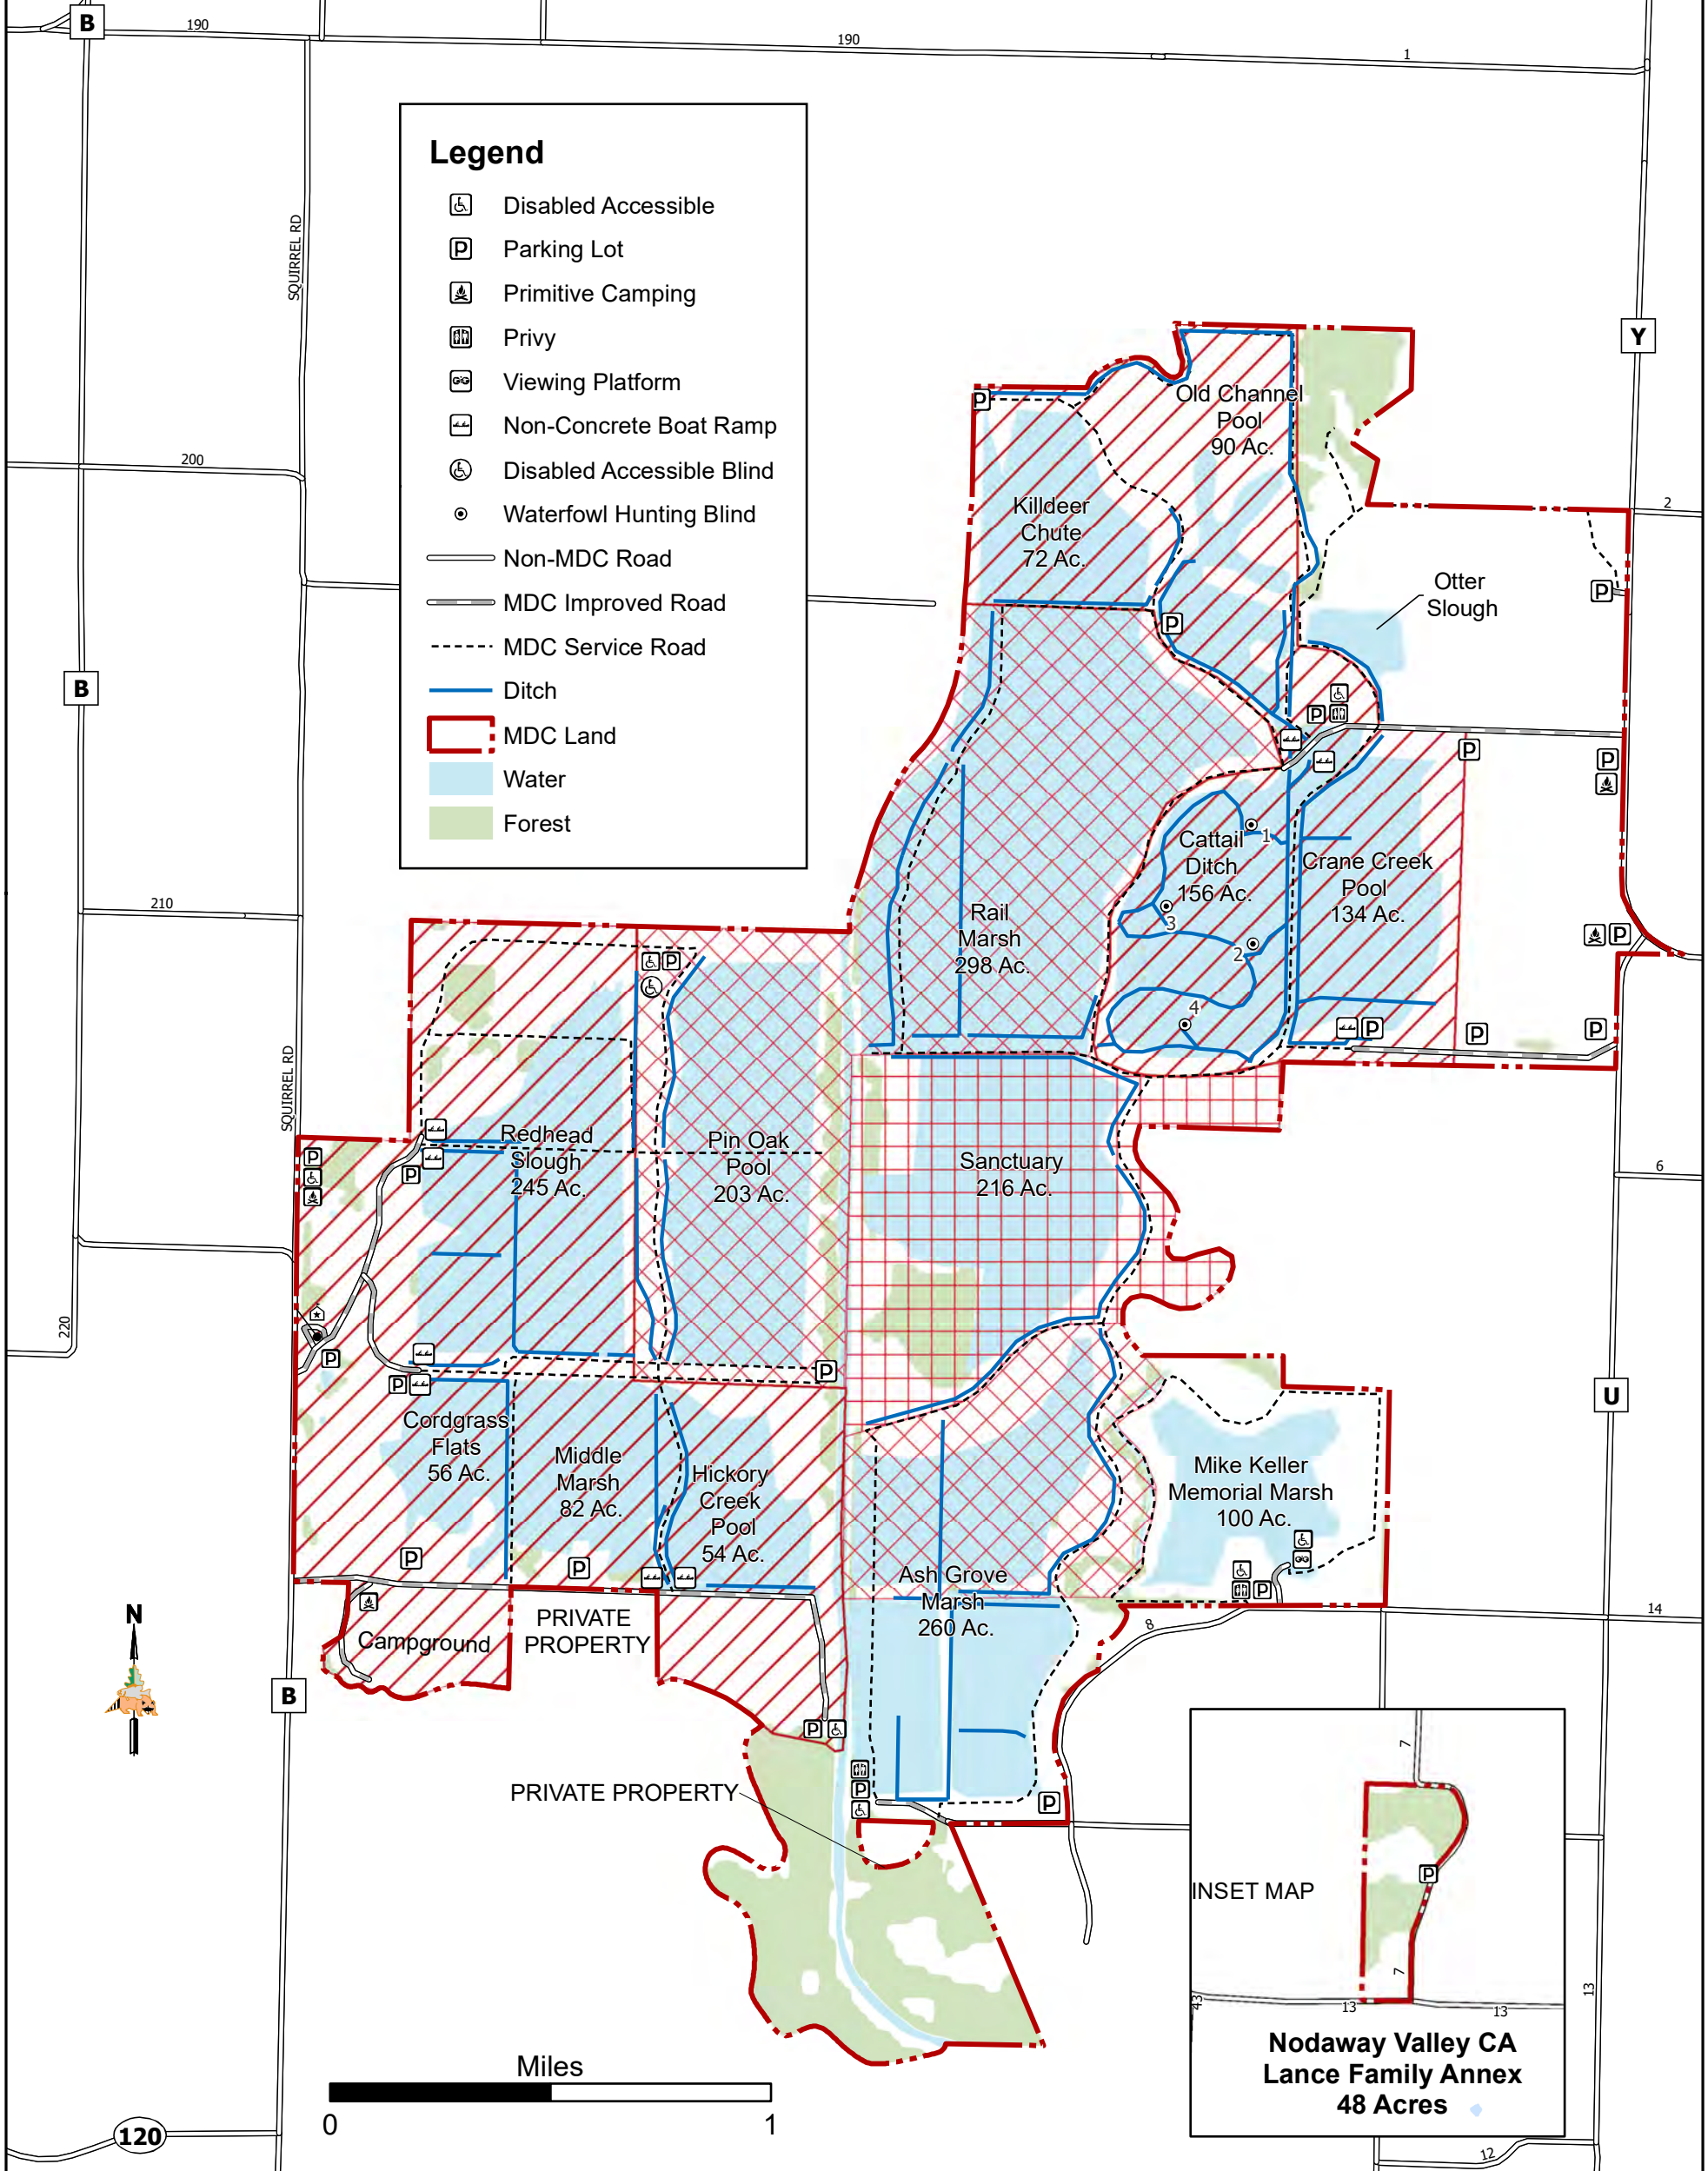 B
190
190
1
Legend
Disabled Accessible
P Parking Lot
Primitive Camping
Privy
Viewing Platform
Non-Concrete Boat Ramp
Disabled Accessible Blind
Waterfowl Hunting Blind
Non-MDC Road
MDC Improved Road
MDC Service Road
Ditch
MDC Land
Water
Forest
SQUIRREL RD
200
B
210
SQUIRREL RD
220
Y
2
P
Old Channel
Pool
90 Ac.
Killdeer
Chute
72 Ac.
P
Otter
Slough
P
P
P
P
Cattail
Ditch
156 Ac.
1
3
2
4
Crane Creek
Pool
134 Ac.
Rail
Marsh
298 Ac.
P
P
P
P
P
P
Redhead
Slough
245 Ac.
Pin Oak
Pool
203 Ac.
Sanctuary
216 Ac.
6
P
P
P
P
P
U
Cordgrass
Flats
56 Ac.
Middle
Marsh
82 Ac.
Hickory
Creek
Pool
54 Ac.
Mike Keller
Memorial Marsh
100 Ac.
P
P
P
Ash Grove
Marsh
260 Ac.
14
8
N
Campground
PRIVATE
PROPERTY
B
P
P
P
PRIVATE PROPERTY
7
P
INSET MAP
7
43
13
13
13
Nodaway Valley CA
Lance Family Annex
48 Acres
Miles
0
1
120
12